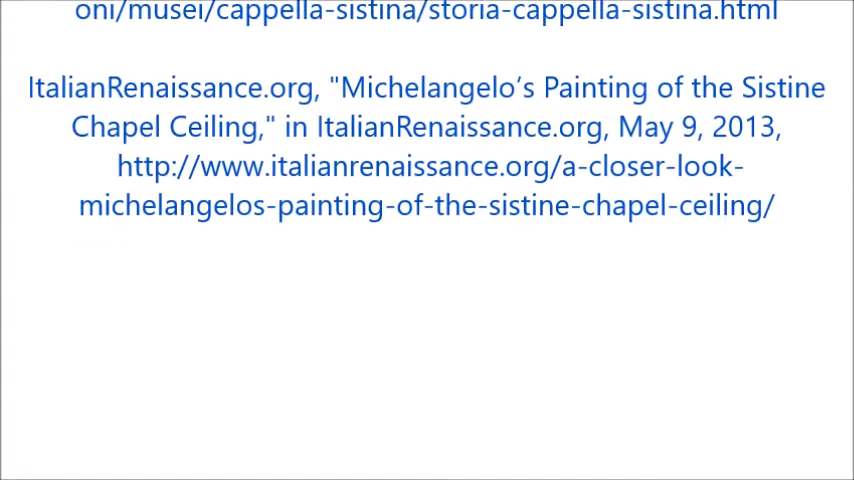 oni/musei/cappella-sistina/storia-cappella-sistina.html
ItalianRenaissance.org, "Michelangelo’s Painting of the Sistine
Chapel Ceiling," in ItalianRenaissance.org, May 9, 2013,
http://www.italianrenaissance.org/a-closer-look-
michelangelos-painting-of-the-sistine-chapel-ceiling/